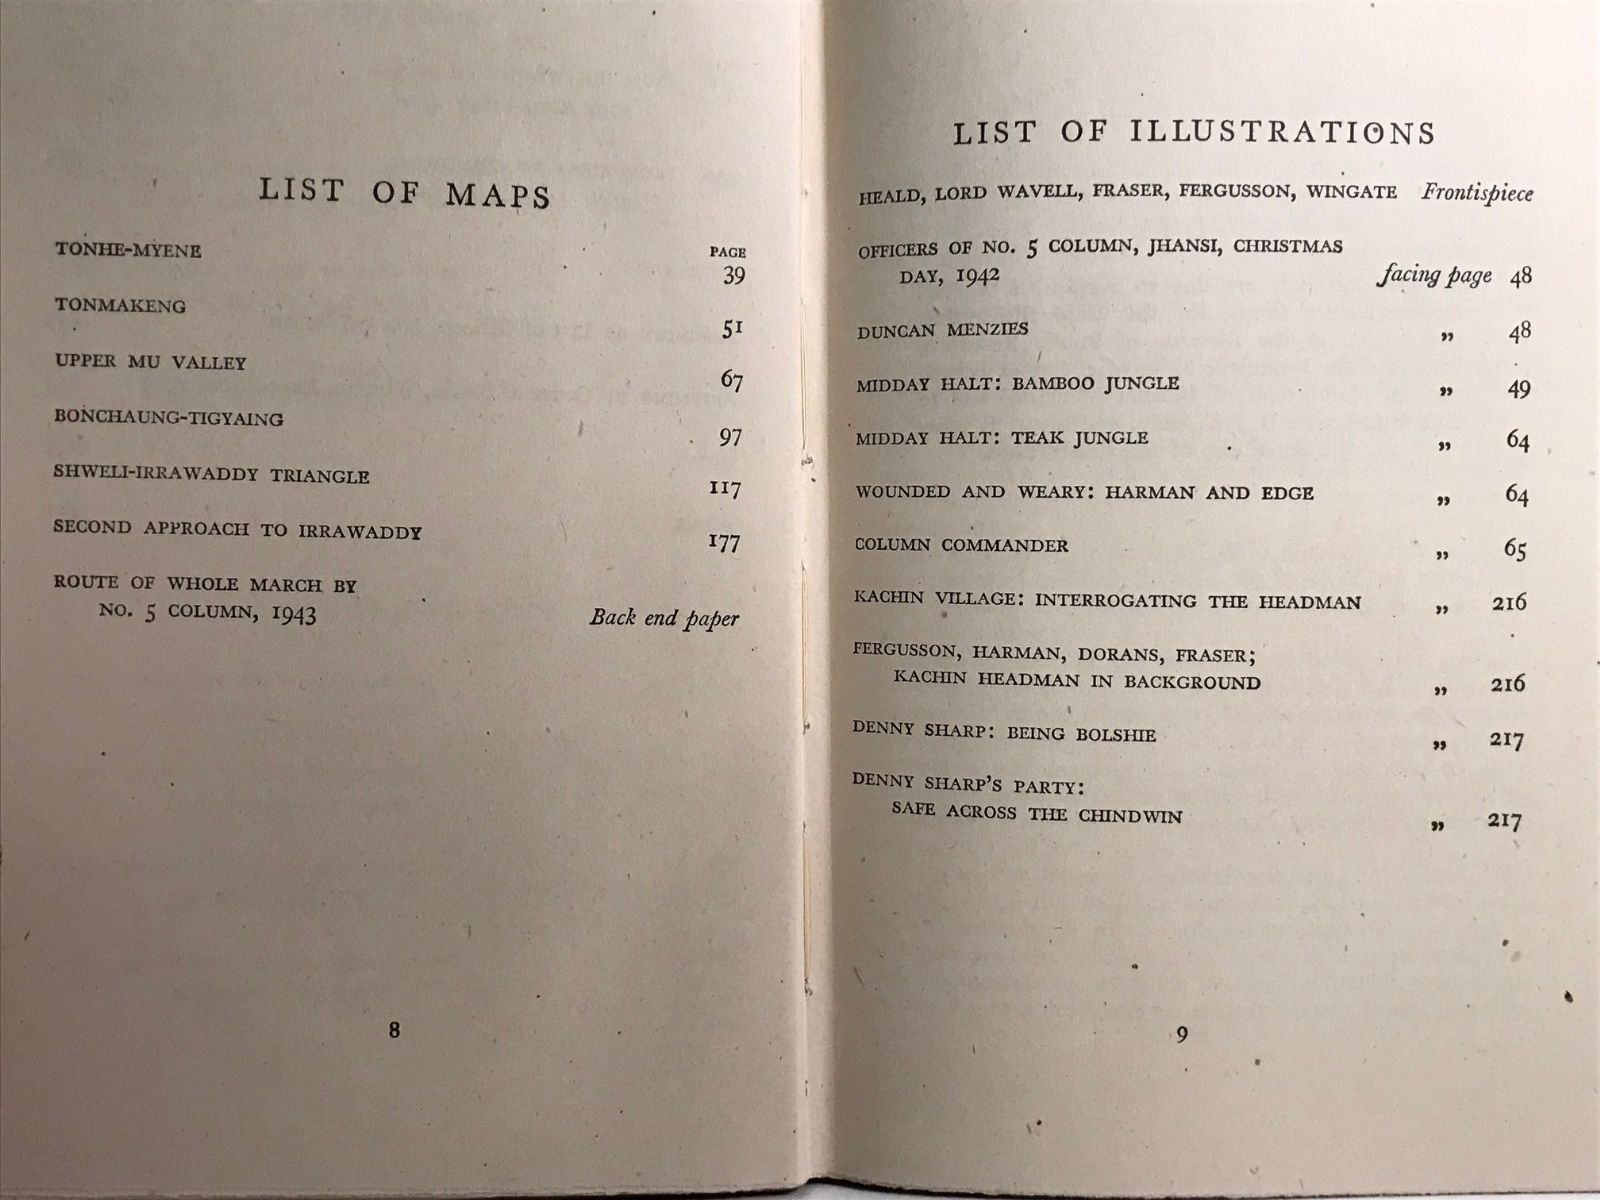 LIST OF MAPS
PAGE
TONHE-MYENE 39
TONMAKENG 51
UPPER MU VALLEY 67
BONCHAUNG-TIGYAING 97
SHWELI-IRRAWADDY TRIANGLE 117
SECOND APPROACH TO IRRAWADDY 177
ROUTE OF WHOLE MARCH BY
NO. 5 COLUMN, 1943 Back end paper
8
LIST OF ILLUSTRATIONS
HEALD, LORD WAVELL, FRASER, FERGUSSON, WINGATE Frontispiece
OFFICERS OF NO. 5 COLUMN, JHANSI, CHRISTMAS
DAY, 1942 facing page 48
DUNCAN MENZIES „ 48
MIDDAY HALT: BAMBOO JUNGLE „ 49
MIDDAY HALT: TEAK JUNGLE „ 64
WOUNDED AND WEARY: HARMAN AND EDGE „ 64
COLUMN COMMANDER „ 65
KACHIN VILLAGE: INTERROGATING THE HEADMAN „ 216
FERGUSSON, HARMAN, DORANS, FRASER;
KACHIN HEADMAN IN BACKGROUND „ 216
DENNY SHARP: BEING BOLSHIE „ 217
DENNY SHARP'S PARTY:
SAFE ACROSS THE CHINDWIN „ 217
9